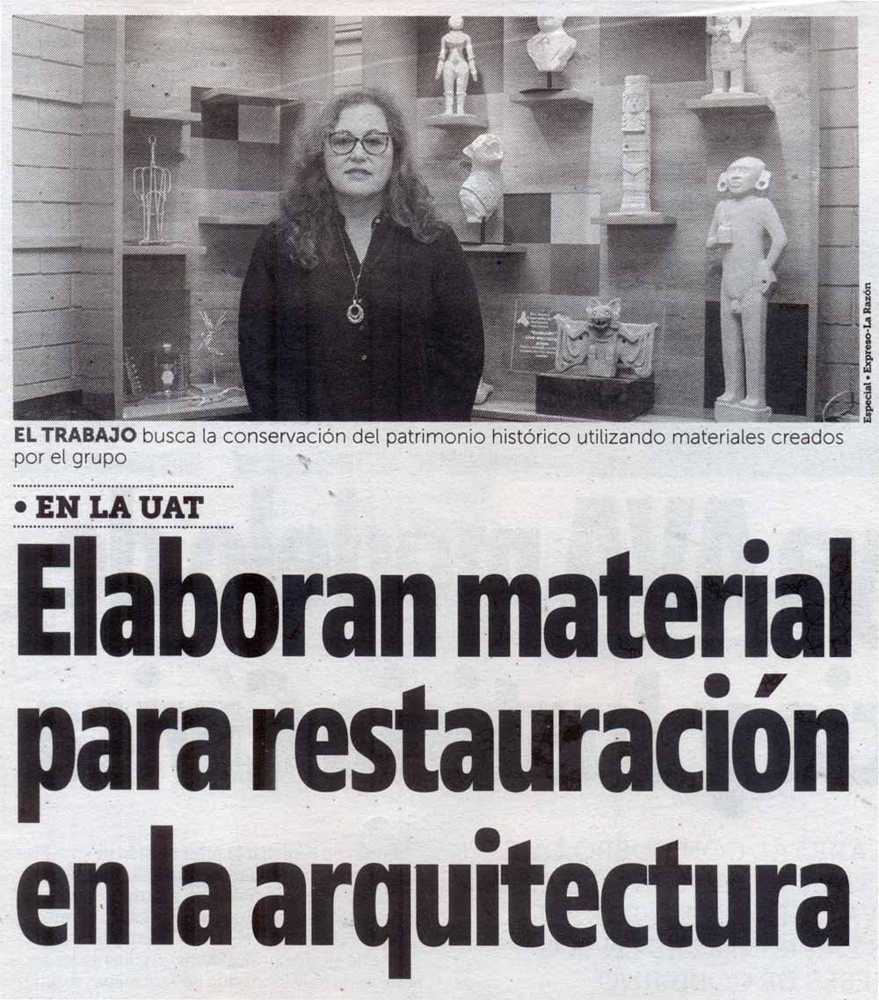 Especial • Expreso-La Razón
EL TRABAJO busca la conservación del patrimonio histórico utilizando materiales creados
por el grupo
• EN LA UAT
Elaboran material
para restauración
en la arquitectura